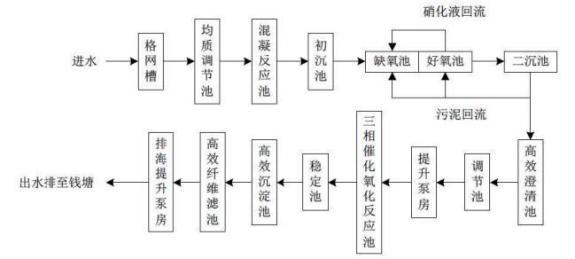 硝化液回流
进水
格网槽
均质调节池
混凝反应池
初沉池
缺氧池
好氧池
二沉池
污泥回流
出水排至钱塘
排海提升泵房
高效纤维滤池
高效沉淀池
稳定池
三相催化氧化反应池
提升泵房
调节池
高效澄清池